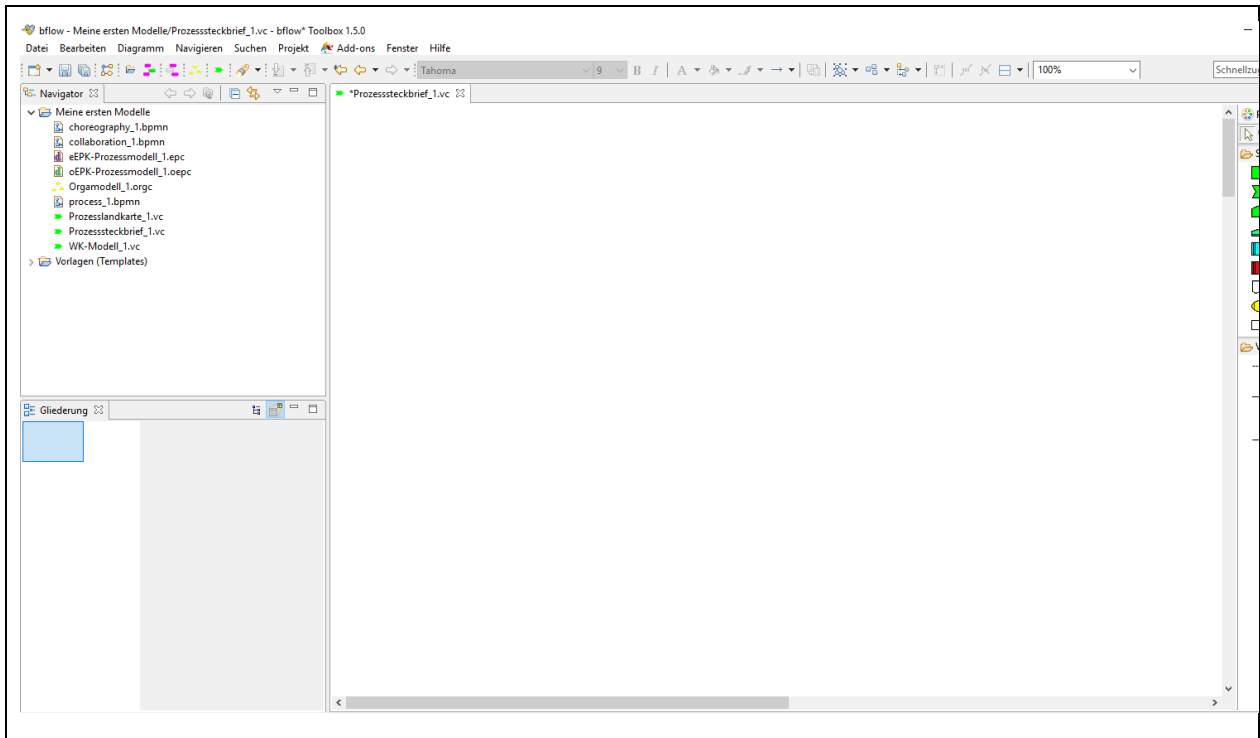 bflow - Meine ersten Modelle/Prozesssteckbrief_1.vc - bflow* Toolbox 1.5.0
Datei Bearbeiten Diagramm Navigieren Suchen Projekt Add-ons Fenster Hilfe
Tahoma 9 B I A 100% Schnellzu
Navigator *Prozesssteckbrief_1.vc
Meine ersten Modelle
choreography_1.bpmn
collaboration_1.bpmn
eEPK-Prozessmodell_1.epc
oEPK-Prozessmodell_1.oepc
Orgamodell_1.orgc
process_1.bpmn
Prozesslandkarte_1.vc
Prozesssteckbrief_1.vc
WK-Modell_1.vc
Vorlagen (Templates)
Gliederung